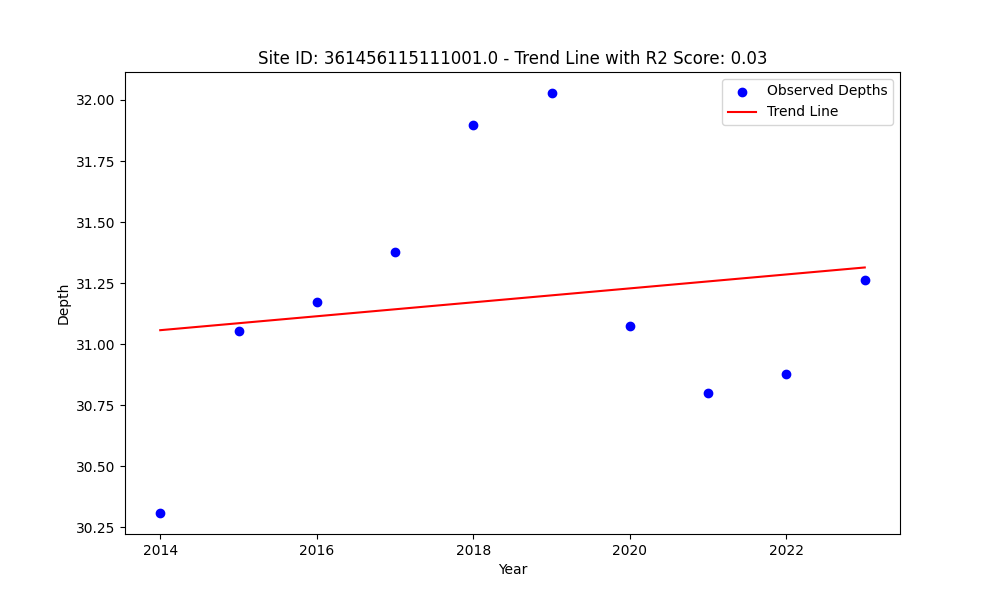 Site ID: 361456115111001.0 - Trend Line with R2 Score: 0.03
Observed Depths
Trend Line
32.00
31.75
31.50
31.25
31.00
30.75
30.50
30.25
Depth
2014
2016
2018
2020
2022
Year